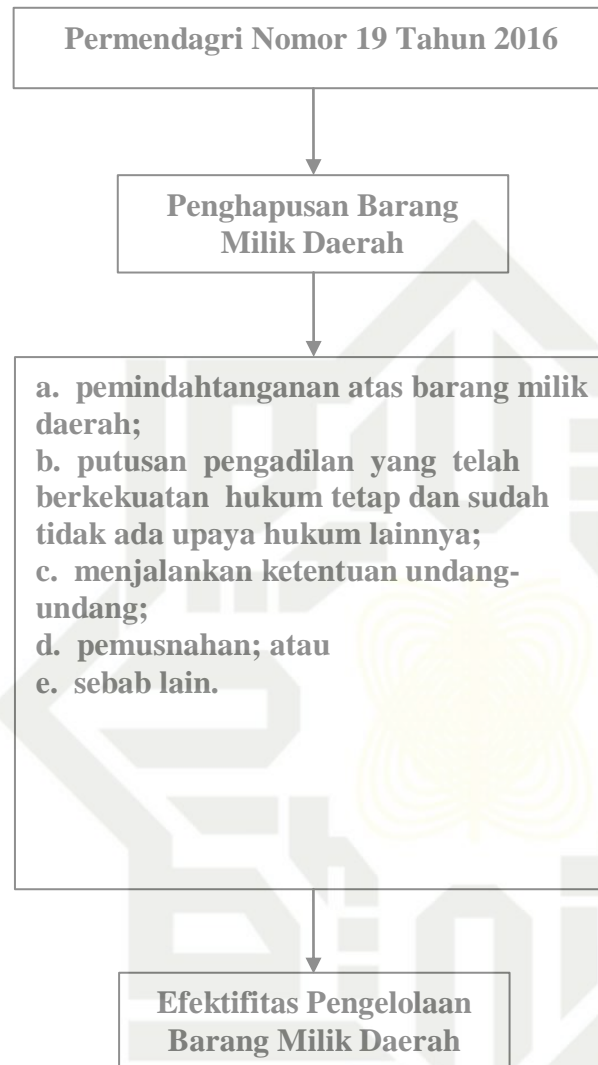 Permendagri Nomor 19 Tahun 2016
Penghapusan Barang
Milik Daerah
a. pemindahtanganan atas barang milik
daerah;
b. putusan pengadilan yang telah
berkekuatan hukum tetap dan sudah
tidak ada upaya hukum lainnya;
c. menjalankan ketentuan undang-
undang;
d. pemusnahan; atau
e. sebab lain.
Efektifitas Pengelolaan
Barang Milik Daerah